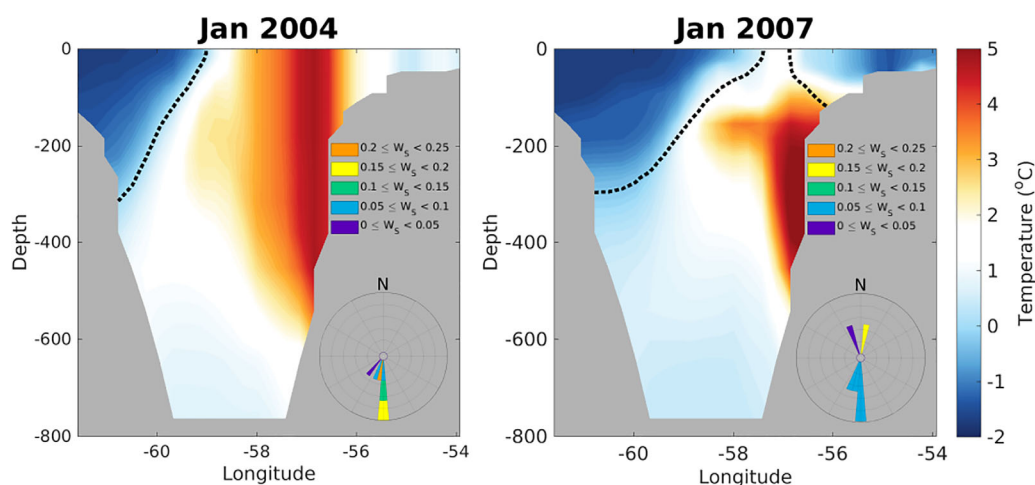 Jan 2004
Jan 2007
0
-200
-400
-600
-800
Depth
-60
-58
-56
-54
Longitude
0.2 ≤ W_S < 0.25
0.15 ≤ W_S < 0.2
0.1 ≤ W_S < 0.15
0.05 ≤ W_S < 0.1
0 ≤ W_S < 0.05
N
0
-200
-400
-600
-800
Depth
-60
-58
-56
-54
Longitude
0.2 ≤ W_S < 0.25
0.15 ≤ W_S < 0.2
0.1 ≤ W_S < 0.15
0.05 ≤ W_S < 0.1
0 ≤ W_S < 0.05
N
5
4
3
2
1
0
-1
-2
Temperature (°C)